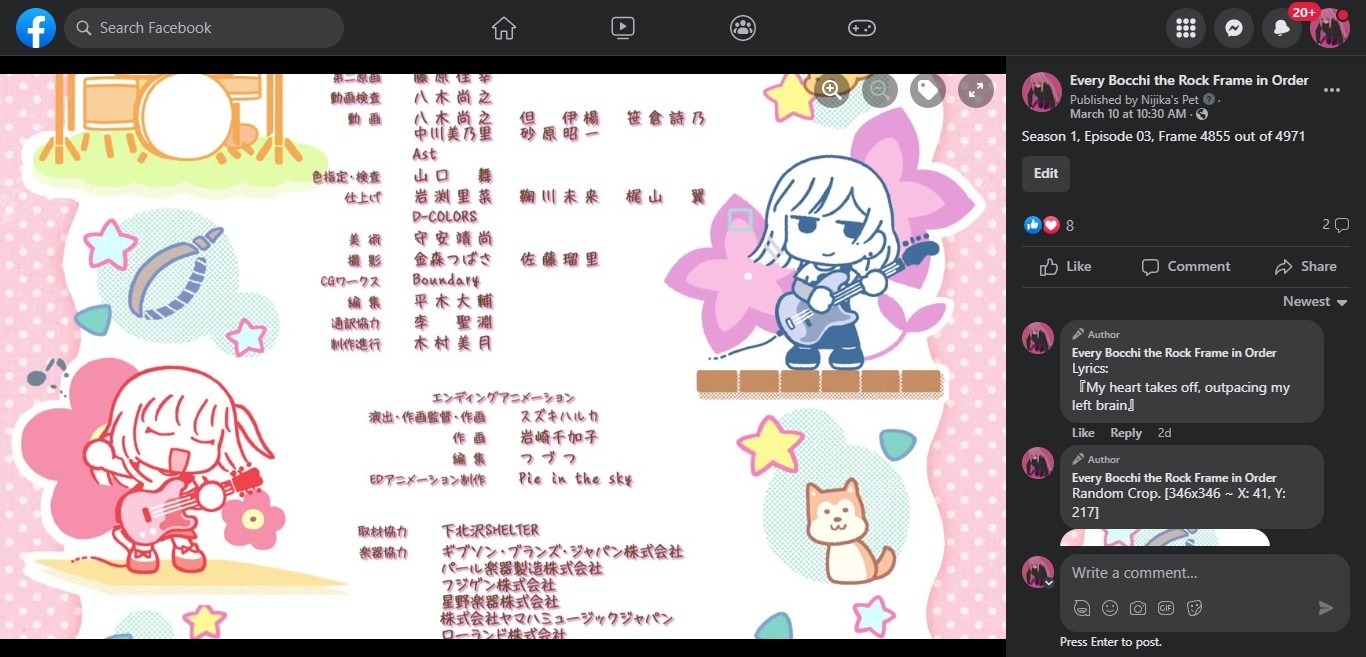 Search Facebook
20+
第二原画 藤原佳幸
動画検査 八木尚之
動画 八木尚之 但 伊楊 笹倉詩乃
中川美乃里 砂原昭一
Ast
色指定・検査 山口 舞
仕上げ 岩渕里菜 鞠川未来 梶山 翼
D-COLORS
美術 守安靖尚
撮影 金森つばさ 佐藤瑠里
CGワークス Boundary
編集 平木大輔
通訳協力 李 聖淵
制作進行 木村美月
エンディングアニメーション
演出・作画監督・作画 スズキハルカ
作画 岩崎千加子
編集 つづつ
EDアニメーション制作 Pie in the sky
取材協力 下北沢SHELTER
楽器協力 ギブソン・ブランズ・ジャパン株式会社
パール楽器製造株式会社
フジゲン株式会社
星野楽器株式会社
株式会社ヤマハミュージックジャパン
ローランド株式会社
Every Bocchi the Rock Frame in Order
Published by Nijika's Pet ·
March 10 at 10:30 AM ·
Season 1, Episode 03, Frame 4855 out of 4971
Edit
8
2
Like Comment Share
Newest
Author
Every Bocchi the Rock Frame in Order
Lyrics:
『My heart takes off, outpacing my
left brain』
Like Reply 2d
Author
Every Bocchi the Rock Frame in Order
Random Crop. [346x346 ~ X: 41, Y:
217]
Write a comment…
GIF
Press Enter to post.